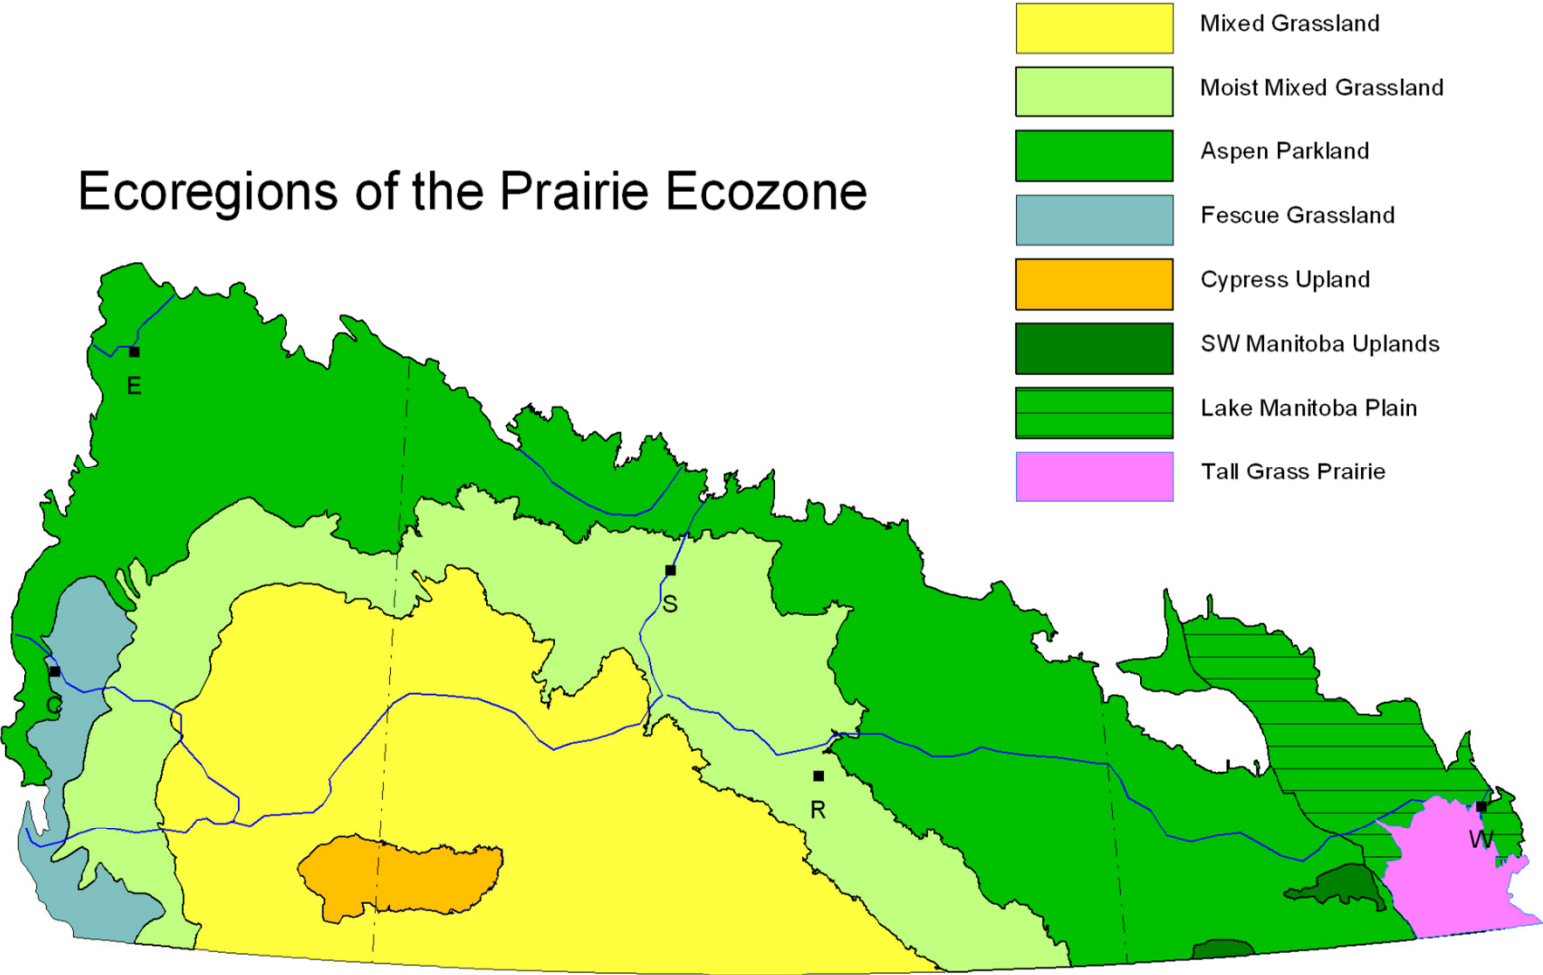 Mixed Grassland
Moist Mixed Grassland
Aspen Parkland
Ecoregions of the Prairie Ecozone
Fescue Grassland
Cypress Upland
SW Manitoba Uplands
Lake Manitoba Plain
Tall Grass Prairie
E
S
C
R
W